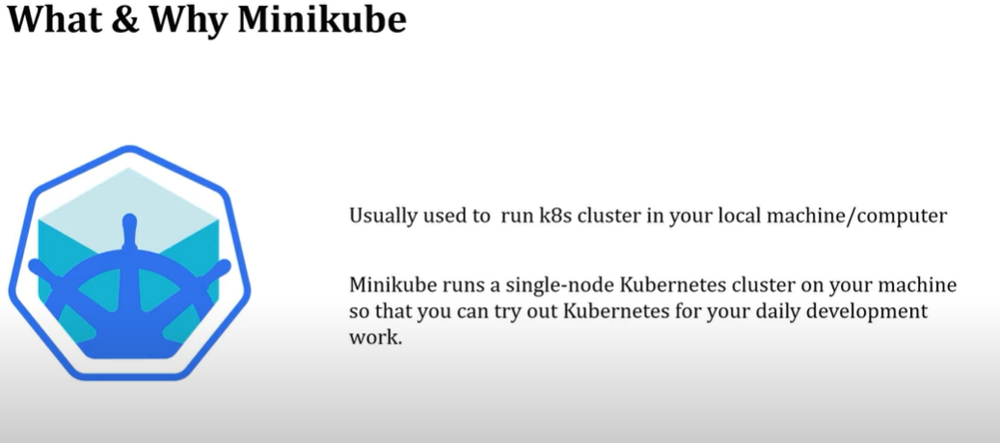 What & Why Minikube
Usually used to run k8s cluster in your local machine/computer
Minikube runs a single-node Kubernetes cluster on your machine
so that you can try out Kubernetes for your daily development
work.